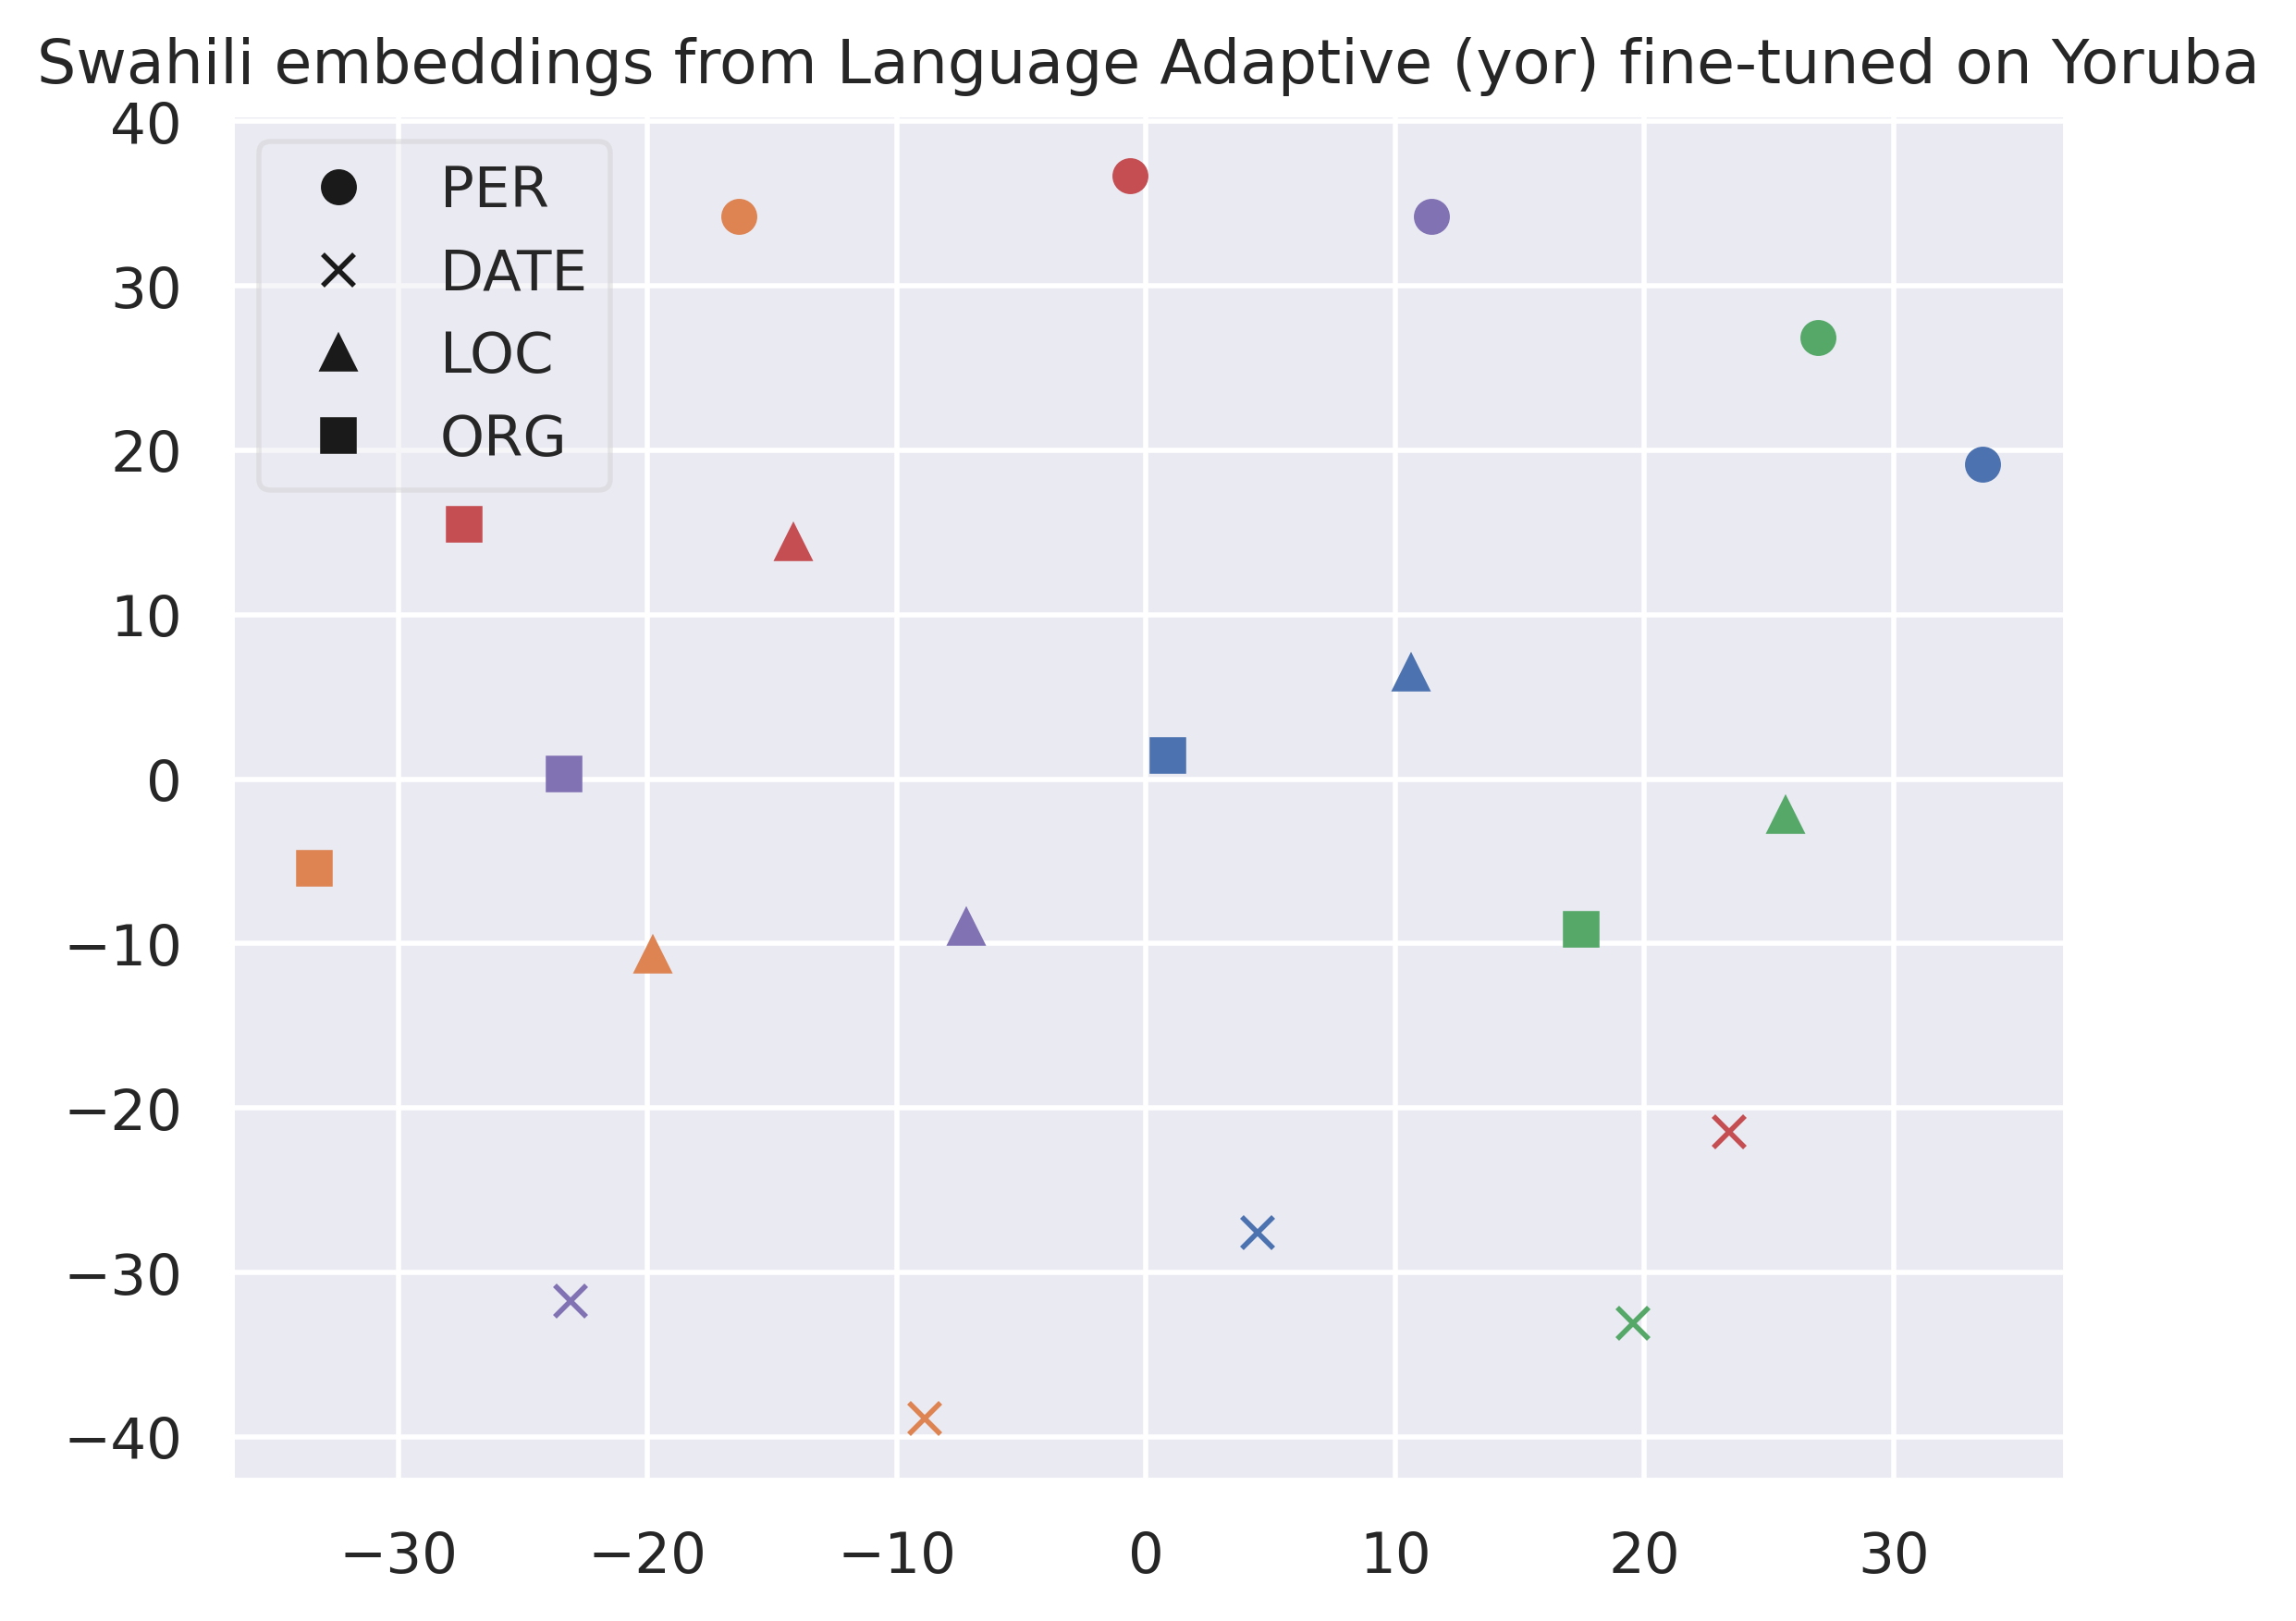 Swahili embeddings from Language Adaptive (yor) fine-tuned on Yoruba
40
30
20
10
0
−10
−20
−30
−40
PER
DATE
LOC
ORG
−30 −20 −10 0 10 20 30